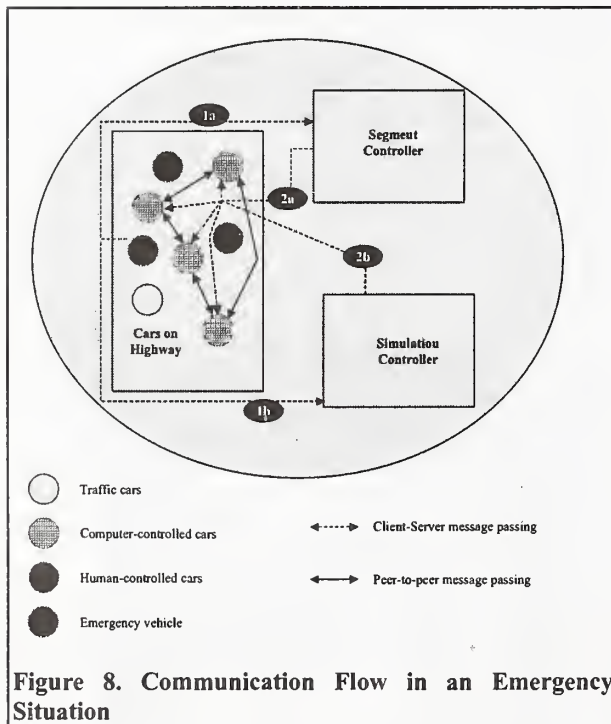 1a
Segment
Controller
2a
2b
Cars on
Highway
Simulation
Controller
1b
Traffic cars
Computer-controlled cars
Client-Server message passing
Human-controlled cars
Peer-to-peer message passing
Emergency vehicle
Figure 8. Communication Flow in an Emergency
Situation